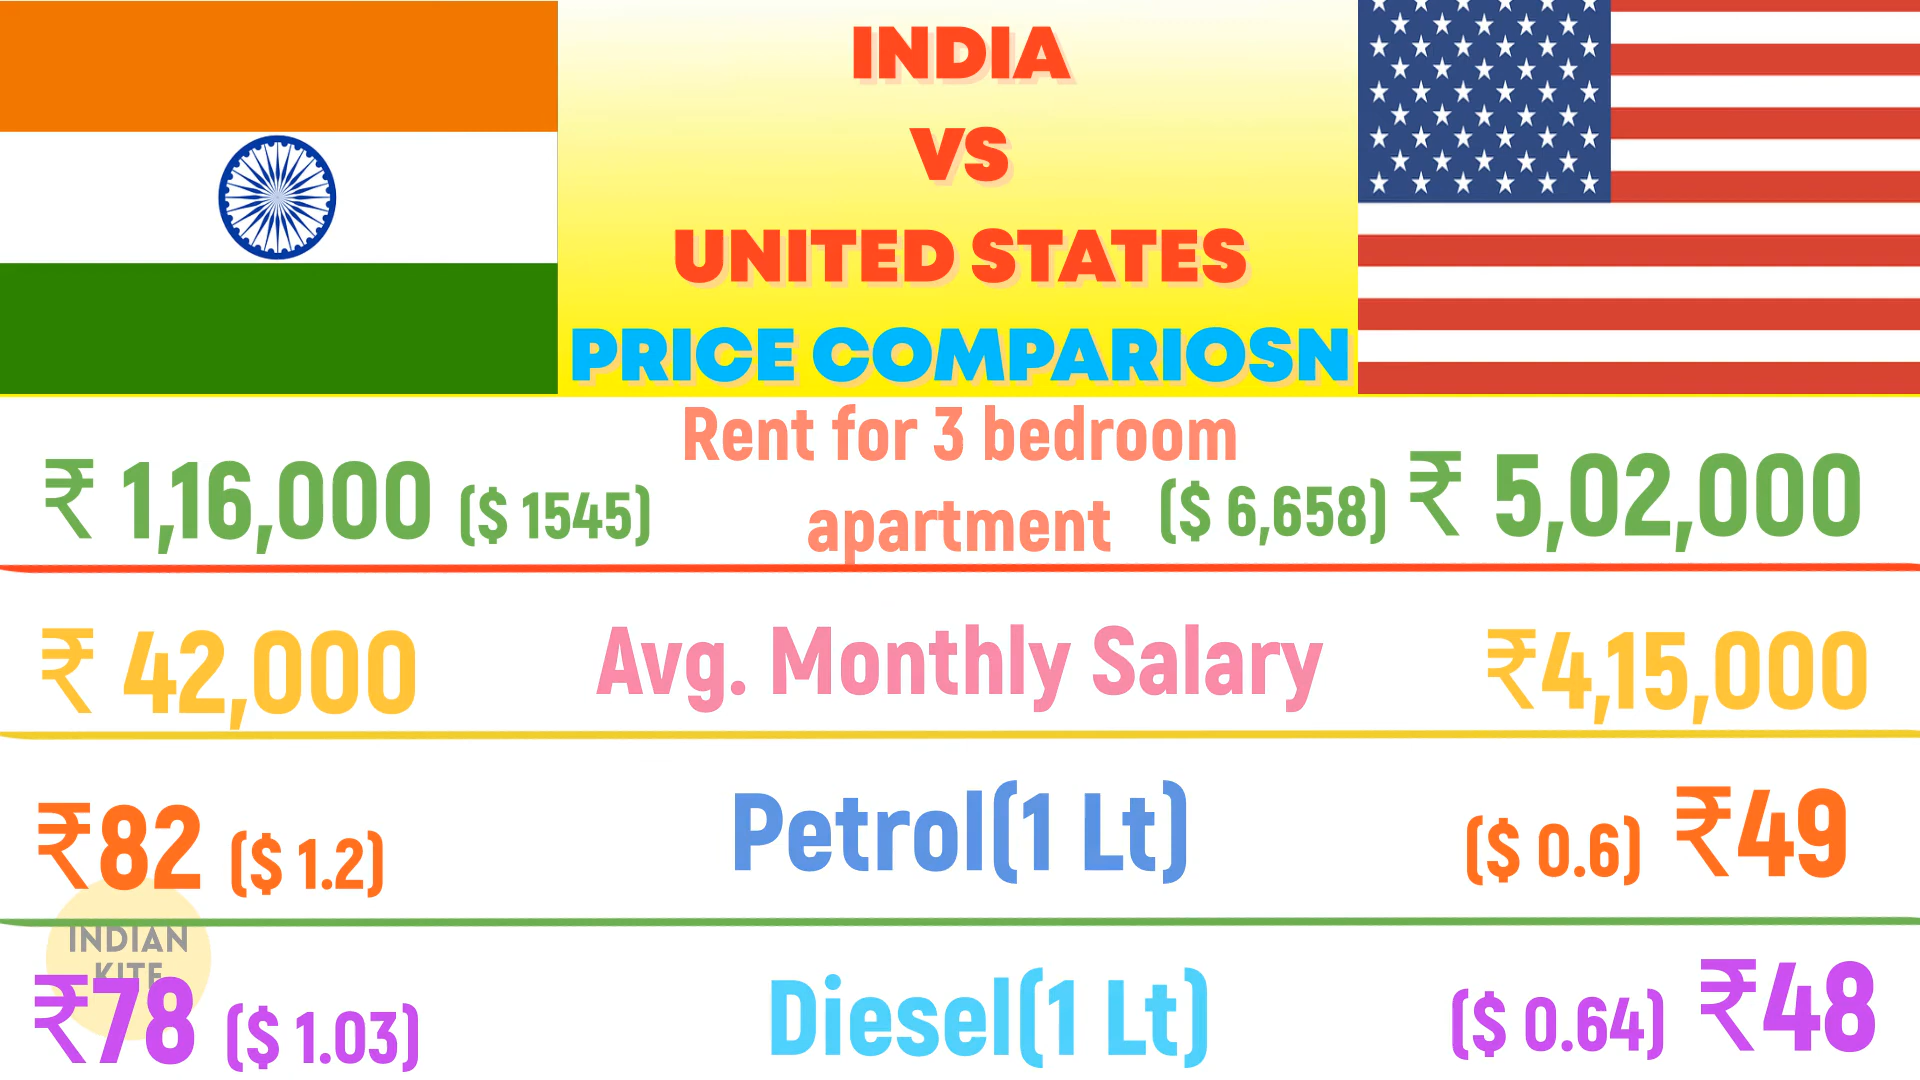 INDIA
VS
UNITED STATES
PRICE COMPARIOSN
Rent for 3 bedroom
apartment
₹ 1,16,000 ($ 1545)
($ 6,658) ₹ 5,02,000
₹ 42,000
Avg. Monthly Salary
₹4,15,000
₹82 ($ 1.2)
Petrol(1 Lt)
($ 0.6) ₹49
INDIAN
KITE
₹78 ($ 1.03)
Diesel(1 Lt)
($ 0.64) ₹48